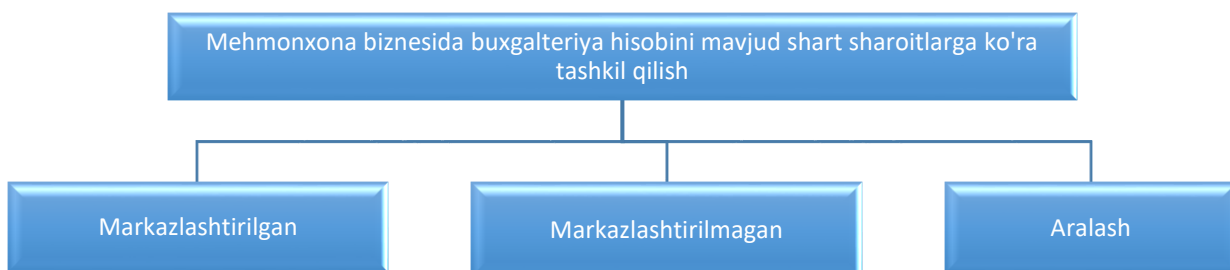 Mehmonxona biznesida buxgalteriya hisobini mavjud shart sharoitlarga ko'ra
tashkil qilish
Markazlashtirilgan
Markazlashtirilmagan
Aralash